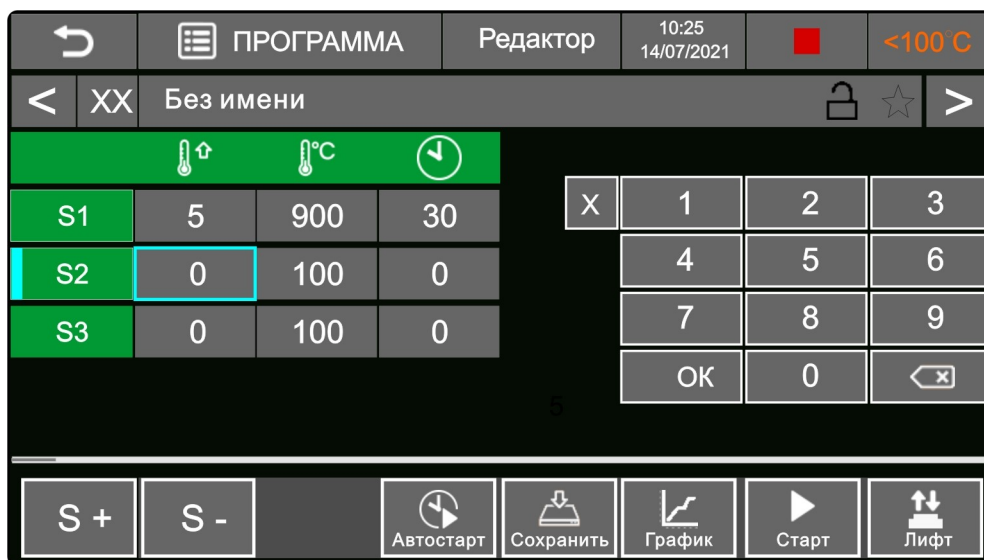 ПРОГРАММА Редактор 10:25 <100°C
14/07/2021
< XX Без имени >
°C
S1 5 900 30
S2 0 100 0
S3 0 100 0
X 1 2 3
4 5 6
7 8 9
OK 0
5
S + S -
Автостарт Сохранить График Старт Лифт